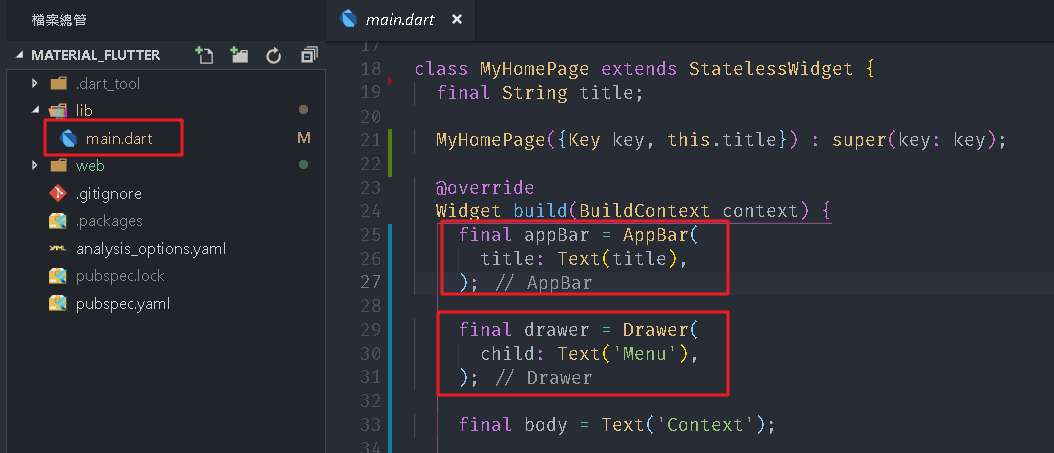 檔案總管
MATERIAL_FLUTTER
.dart_tool
lib
main.dart M
web
.gitignore
.packages
analysis_options.yaml
pubspec.lock
pubspec.yaml
main.dart ×
17
18 class MyHomePage extends StatelessWidget {
19 final String title;
20
21 MyHomePage({Key key, this.title}) : super(key: key);
22
23 @override
24 Widget build(BuildContext context) {
25 final appBar = AppBar(
26 title: Text(title),
27 ); // AppBar
28
29 final drawer = Drawer(
30 child: Text('Menu'),
31 ); // Drawer
32
33 final body = Text('Context');
34